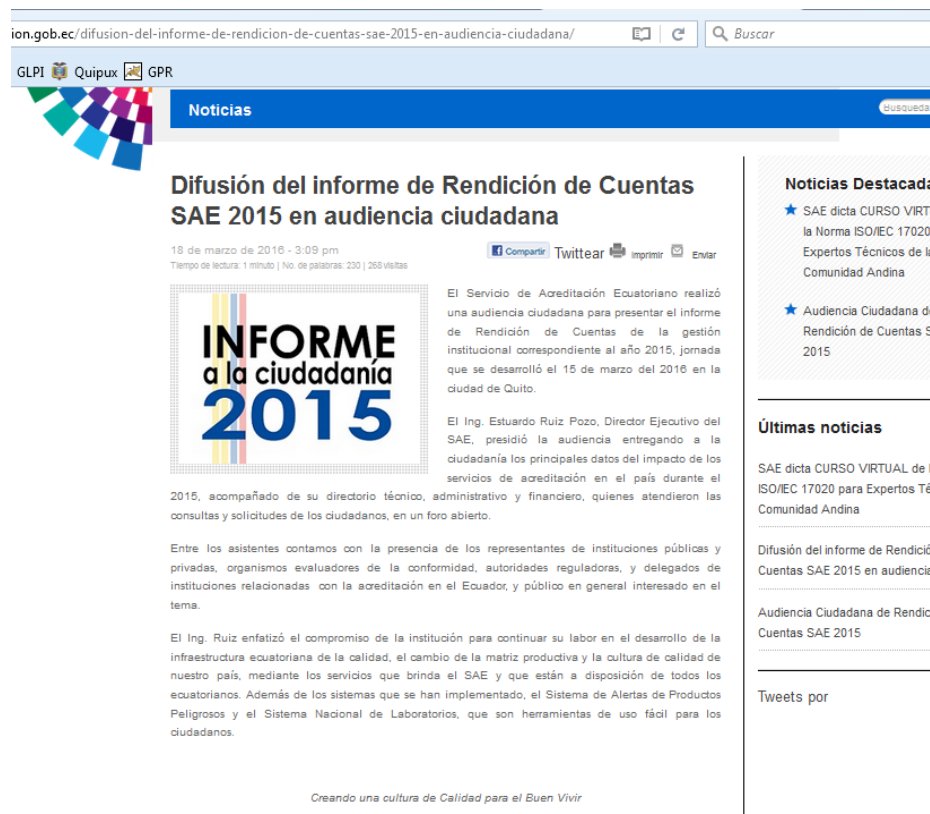 ion.gob.ec/difusion-del-informe-de-rendicion-de-cuentas-sae-2015-en-audiencia-ciudadana/
Buscar
GLPI Quipux GPR
Noticias
Busqueda
Difusión del informe de Rendición de Cuentas
SAE 2015 en audiencia ciudadana
18 de marzo de 2016 - 3:09 pm
Tiempo de lectura: 1 minuto | No. de palabras: 230 | 268 visitas
Compartir Twittear Imprimir Enviar
INFORME
a la ciudadanía
2015
El Servicio de Acreditación Ecuatoriano realizó
una audiencia ciudadana para presentar el informe
de Rendición de Cuentas de la gestión
institucional correspondiente al año 2015, jornada
que se desarrolló el 15 de marzo del 2016 en la
ciudad de Quito.
El Ing. Estuardo Ruiz Pozo, Director Ejecutivo del
SAE, presidió la audiencia entregando a la
ciudadanía los principales datos del impacto de los
servicios de acreditación en el país durante el
2015, acompañado de su directorio técnico, administrativo y financiero, quienes atendieron las
consultas y solicitudes de los ciudadanos, en un foro abierto.
Entre los asistentes contamos con la presencia de los representantes de instituciones públicas y
privadas, organismos evaluadores de la conformidad, autoridades reguladoras, y delegados de
instituciones relacionadas con la acreditación en el Ecuador, y público en general interesado en el
tema.
El Ing. Ruiz enfatizó el compromiso de la institución para continuar su labor en el desarrollo de la
infraestructura ecuatoriana de la calidad, el cambio de la matriz productiva y la cultura de calidad de
nuestro país, mediante los servicios que brinda el SAE y que están a disposición de todos los
ecuatorianos. Además de los sistemas que se han implementado, el Sistema de Alertas de Productos
Peligrosos y el Sistema Nacional de Laboratorios, que son herramientas de uso fácil para los
ciudadanos.
Creando una cultura de Calidad para el Buen Vivir
Noticias Destacada
SAE dicta CURSO VIRT
la Norma ISO/IEC 17020
Expertos Técnicos de l
Comunidad Andina
Audiencia Ciudadana d
Rendición de Cuentas S
2015
Últimas noticias
SAE dicta CURSO VIRTUAL de
ISO/IEC 17020 para Expertos Té
Comunidad Andina
Difusión del informe de Rendició
Cuentas SAE 2015 en audiencia
Audiencia Ciudadana de Rendic
Cuentas SAE 2015
Tweets por